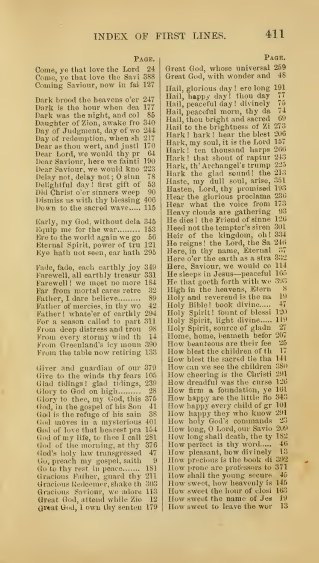 INDEX OF FIRST LINES. 411
PAGE.
Come, ye that love the Lord 24
Come, ye that love the Savi 388
Coming Saviour, now in fai 127
Dark brood the heavens o'er 247
Dark is the hour when dea 177
Dark was the night, and col 85
Daughter of Zion, awake fro 340
Day of Judgment, day of wo 244
Day of redemption, when sh 217
Dear as thou wert, and justl 170
Dear Lord, we would thy pr 64
Dear Saviour, here we fainti 190
Dear Saviour, we would kno
Delay not, delay not; O sinn 78
Delightful day! first gift of 53
Did Christ o'er sinners weep 90
Dismiss us with thy blessing 406
Down to the sacred wave 115
Early, my God, without dela 345
Equip me for the war 153
Ere to the world again we go 56
Eternal Spirit, power of tru 121
Eye hath not seen, ear hath 295
Fade, fade, each earthly joy 349
Farewell, all earthly treasur 331
Farewell! we meet no more 184
Far from mortal cares retire 32
Father, I dare believe 89
Father of mercies, in thy wo 42
Father! whate'er of earthly 294
For a season called to part 311
From deep distress and trou 98
From every stormy wind th 14
From Greenland's icy moun 390
From the table now retiring 133
Giver and guardian of our 379
Give to the winds thy fears 165
Glad tidings! glad tidings, 230
Glory to God on high 28
Glory to thee, my God, this 375
God, in the gospel of his Son 41
God is the refuge of his sain 38
God moves in a mysterious 401
God of love that hearest pra 154
God of my life, to thee I call 281
God of the morning, at thy 376
God's holy law transgressed 47
Go, preach my gospel, saith 9
Go to thy rest in peace 181
Gracious Father, guard thy 211
Gracious Redeemer, shake th 303
Gracious Saviour, we adore 113
Great God, attend while Zio 12
Great God, I own thy senten 179
PAGE.
Great God, whose universal 259
Great God, with wonder and 48
Hail, glorious day! ere long 191
Hail, happy day! thou day 77
Hail, peaceful day! divinely 75
Hail, peaceful morn, thy da 74
Hail, thou bright and sacred 69
Hail to the brightness of Zi 273
Hark! hark! hear the blest 206
Hark, my soul, it is the Lord 157
Hark! ten thousand harps 266
Hark! that shout of raptur 243
Hark, th' Archangel's trump 225
Hark the glad sound! the 213
Haste, my dull soul, arise, 351
Hasten, Lord, thy promised 193
Hear the glorious proclaim 236
Hear what the voice from 173
Heavy clouds are gathering 93
He dies! the Friend of sinne 126
Heed not the tempter's siren 301
Heir of the kingdom, oh! 334
He reigns! the Lord, the Sa 246
Here, in thy name, Eternal 57
Here o'er the earth as a stra 332
Here, Saviour, we would co 114
He sleeps in Jesus—peaceful 165
He that goeth forth with w 395
High in the heavens, Etern 8
Holy and reverend is the na 19
Holy Bible! book divine 47
Holy Spirit! fount of blessed 120
Holy Spirit, light divine 119
Holy Spirit, source of gladn 27
Home, home, lestmath befor 267
How beauteous are their fee 25
How blest the children of th 17
How blest the sacred tie tha 141
How can we see the children 380
How cheering is the Christi 291
How dreadful was the curse 126
How firm a foundation, ye 161
How happy are the little flo 343
How happy every child of gr 101
How happy they who know 291
How holy God's commands 23
How long, O Lord, our Savio 209
How long shall death, the ty 182
How perfect is thy word 46
How pleasant, how divinely 13
How precious is the book di 392
How prone are professors to 371
How shall the young secure 45
How sweet, how heavenly is 145
How sweet the hour of closi 163
How sweet the name of Jes 19
How sweet to leave the wor 13